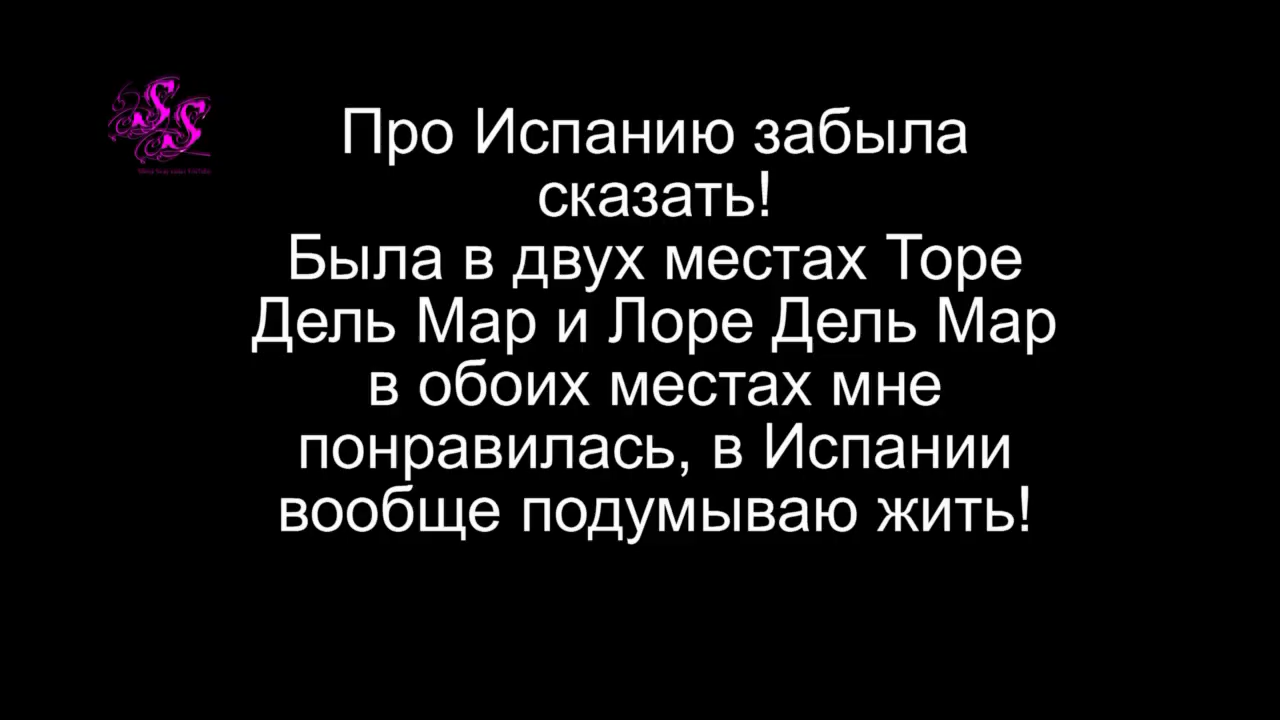 SS
Про Испанию забыла
сказать!
Была в двух местах Торе
Дель Мар и Лоре Дель Мар
в обоих местах мне
понравилась, в Испании
вообще подумываю жить!